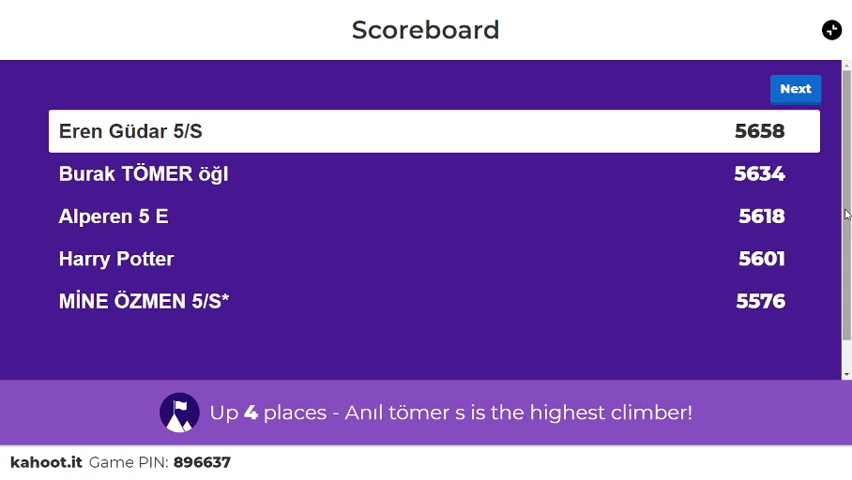 Scoreboard
Next
Eren Güdar 5/S 5658
Burak TÖMER öğl 5634
Alperen 5 E 5618
Harry Potter 5601
MİNE ÖZMEN 5/S* 5576
Up 4 places - Anıl tömer s is the highest climber!
kahoot.it Game PIN: 896637